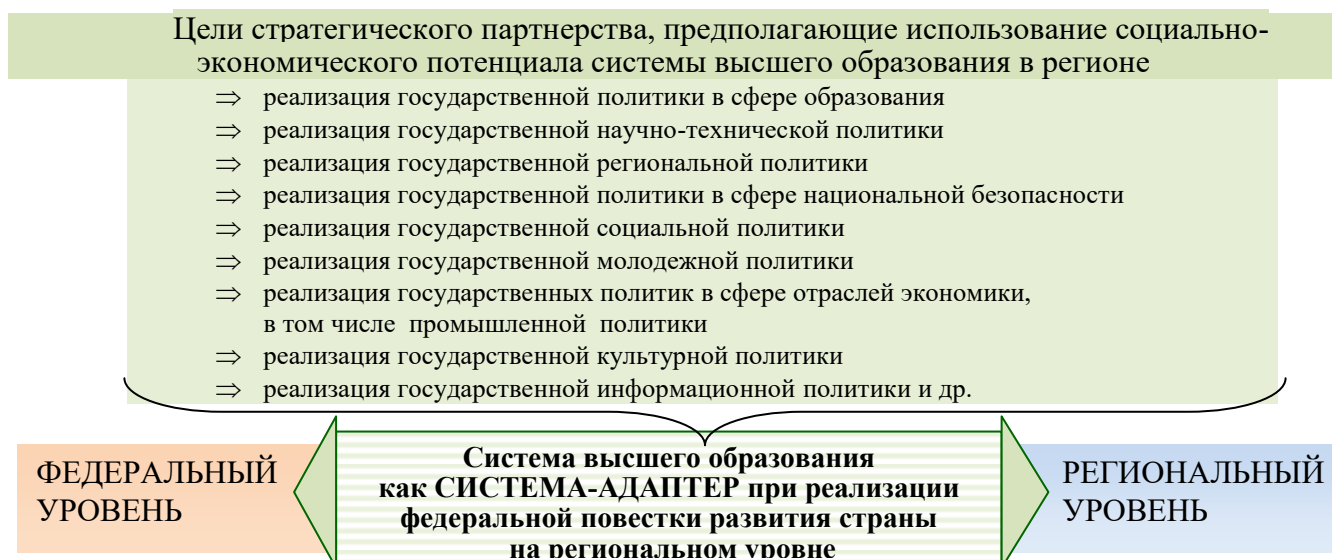 Цели стратегического партнерства, предполагающие использование социально-
экономического потенциала системы высшего образования в регионе
⇒ реализация государственной политики в сфере образования
⇒ реализация государственной научно-технической политики
⇒ реализация государственной региональной политики
⇒ реализация государственной политики в сфере национальной безопасности
⇒ реализация государственной социальной политики
⇒ реализация государственной молодежной политики
⇒ реализация государственных политик в сфере отраслей экономики,
в том числе промышленной политики
⇒ реализация государственной культурной политики
⇒ реализация государственной информационной политики и др.
ФЕДЕРАЛЬНЫЙ
УРОВЕНЬ
Система высшего образования
как СИСТЕМА-АДАПТЕР при реализации
федеральной повестки развития страны
на региональном уровне
РЕГИОНАЛЬНЫЙ
УРОВЕНЬ